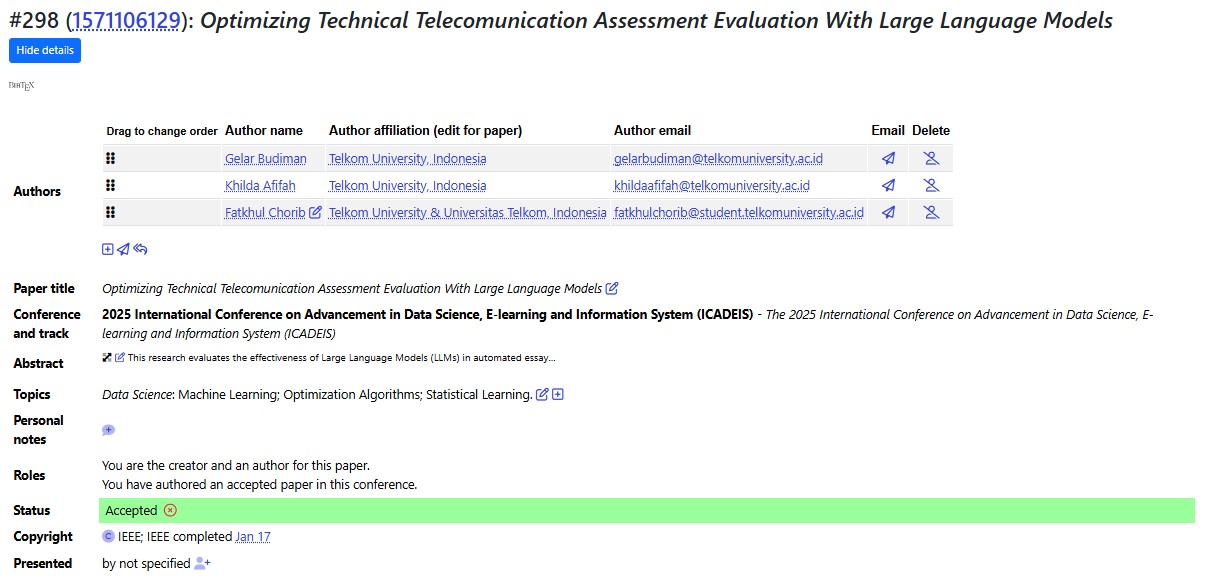 #298 (1571106129): Optimizing Technical Telecomunication Assessment Evaluation With Large Language Models
Hide details
BIBTEX
Drag to change order Author name Author affiliation (edit for paper) Author email Email Delete
Authors
Gelar Budiman Telkom University, Indonesia gelarbudiman@telkomuniversity.ac.id
Khilda Afifah Telkom University, Indonesia khildaafifah@telkomuniversity.ac.id
Fatkhul Chorib Telkom University & Universitas Telkom, Indonesia fatkhulchorib@student.telkomuniversity.ac.id
Paper title Optimizing Technical Telecomunication Assessment Evaluation With Large Language Models
Conference and track 2025 International Conference on Advancement in Data Science, E-learning and Information System (ICADEIS) - The 2025 International Conference on Advancement in Data Science, E-
learning and Information System (ICADEIS)
Abstract This research evaluates the effectiveness of Large Language Models (LLMs) in automated essay...
Topics Data Science: Machine Learning; Optimization Algorithms; Statistical Learning.
Personal
notes
Roles You are the creator and an author for this paper.
You have authored an accepted paper in this conference.
Status Accepted
Copyright C IEEE; IEEE completed Jan 17
Presented by not specified